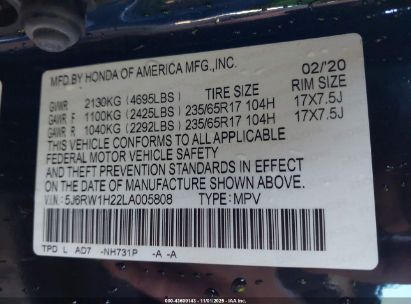 MFD.BY HONDA OF AMERICA MFG.,INC. 02/'20
TIRE SIZE RIM SIZE
GVWR 2130KG (4695LBS)
GAWR F 1100KG (2425LBS) 235/65R17 104H 17X7.5J
GAWR R 1040KG (2292LBS) 235/65R17 104H 17X7.5J
THIS VEHICLE CONFORMS TO ALL APPLICABLE
FEDERAL MOTOR VEHICLE SAFETY
AND THEFT PREVENTION STANDARDS IN EFFECT
ON THE DATE OF MANUFACTURE SHOWN ABOVE.
V.I.N: 5J6RW1H22LA005808 TYPE:MPV
TPD L AD7 -NH731P -A -A